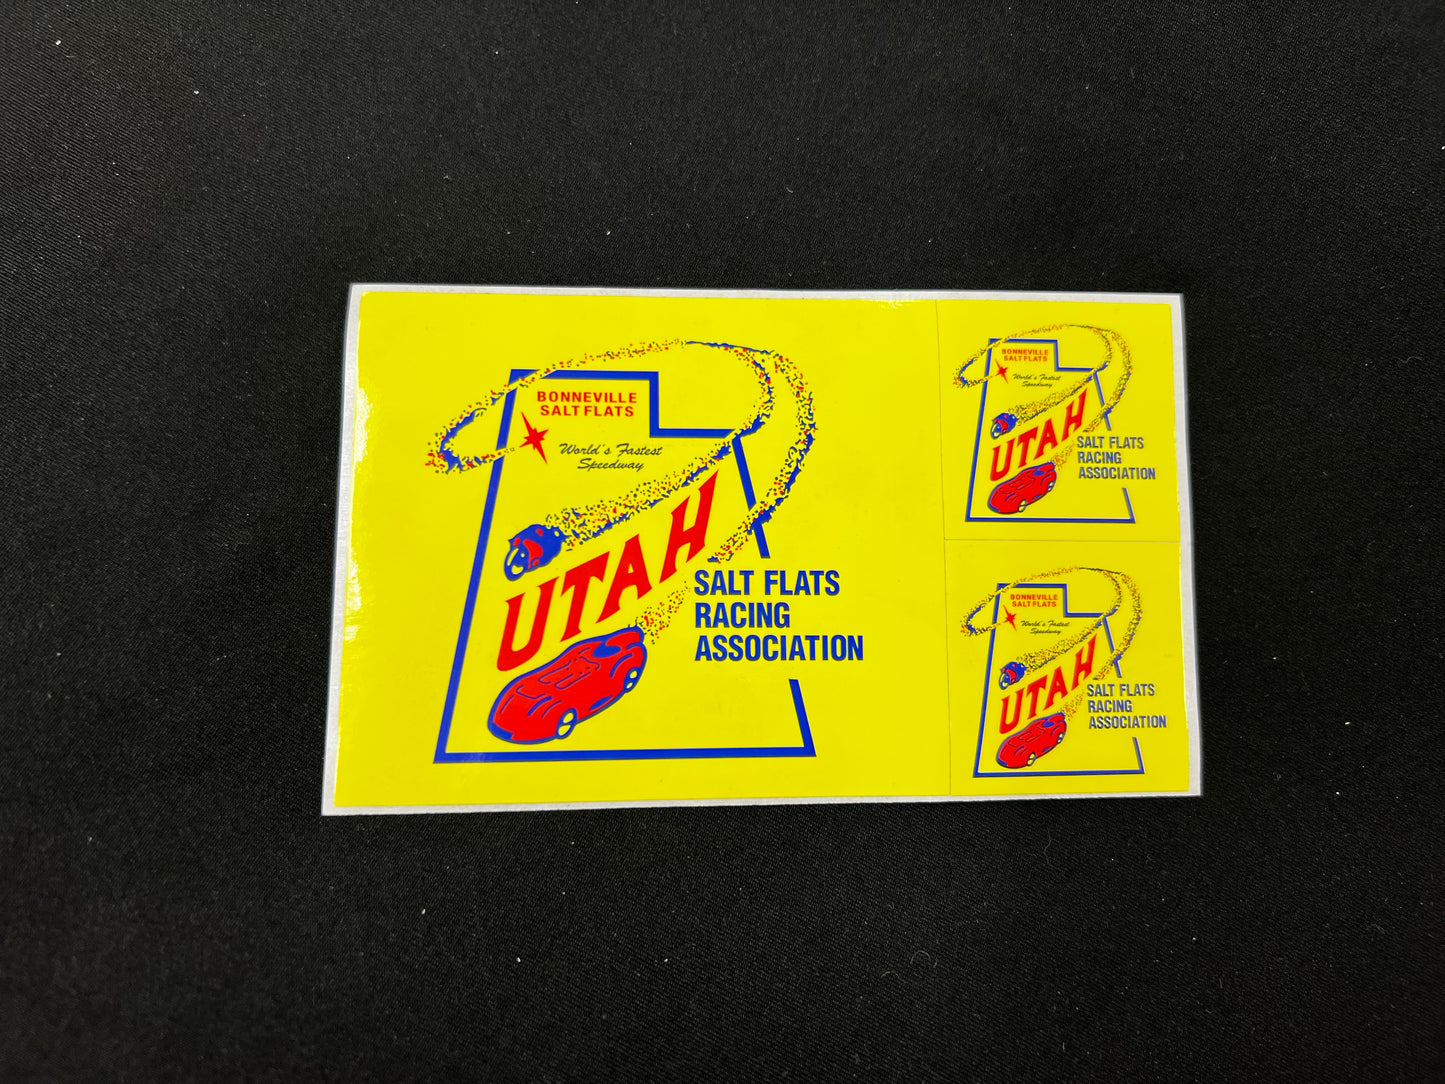 BONNEVILLE
SALT FLATS
World's Fastest
Speedway
UTAH
SALT FLATS
RACING
ASSOCIATION
BONNEVILLE
SALT FLATS
World's Fastest
Speedway
UTAH
SALT FLATS
RACING
ASSOCIATION
BONNEVILLE
SALT FLATS
World's Fastest
Speedway
UTAH
SALT FLATS
RACING
ASSOCIATION